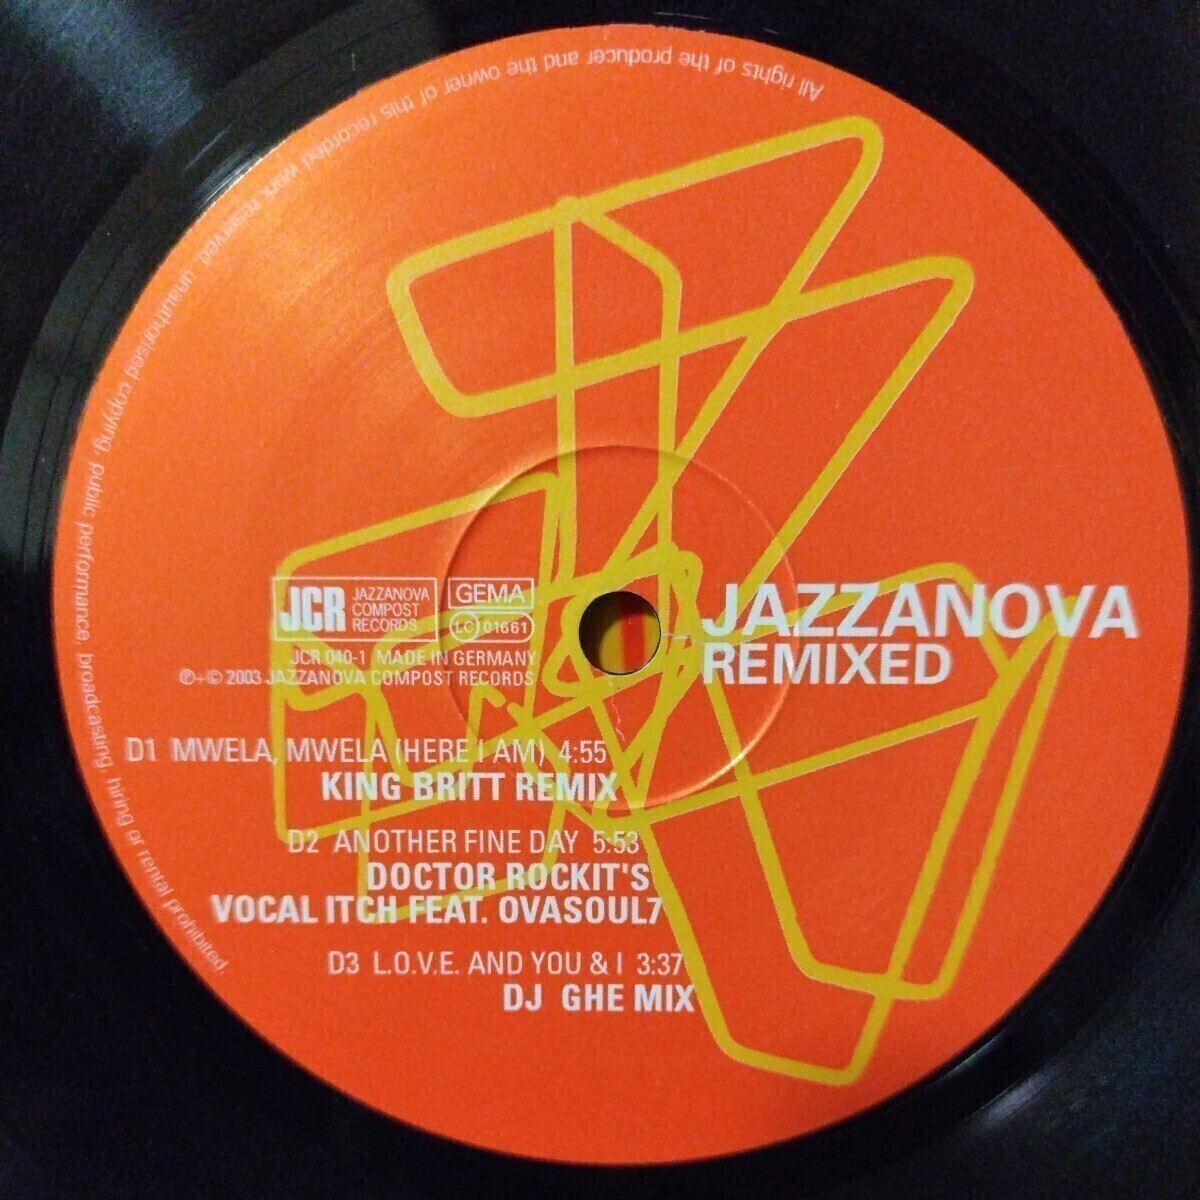 All rights of the producer and the owner of this recorded work reserved. unauthorised copying, public performance, broadcasting, hiring or rental prohibited.
JCR JAZZANOVA
COMPOST
RECORDS
GEMA
LC 01661
JCR 040-1 MADE IN GERMANY
℗+© 2003 JAZZANOVA COMPOST RECORDS
JAZZANOVA
REMIXED
D1 MWELA, MWELA (HERE I AM) 4:55
KING BRITT REMIX
D2 ANOTHER FINE DAY 5:53
DOCTOR ROCKIT'S
VOCAL ITCH FEAT. OVASOUL7
D3 L.O.V.E. AND YOU & I 3:37
DJ GHE MIX